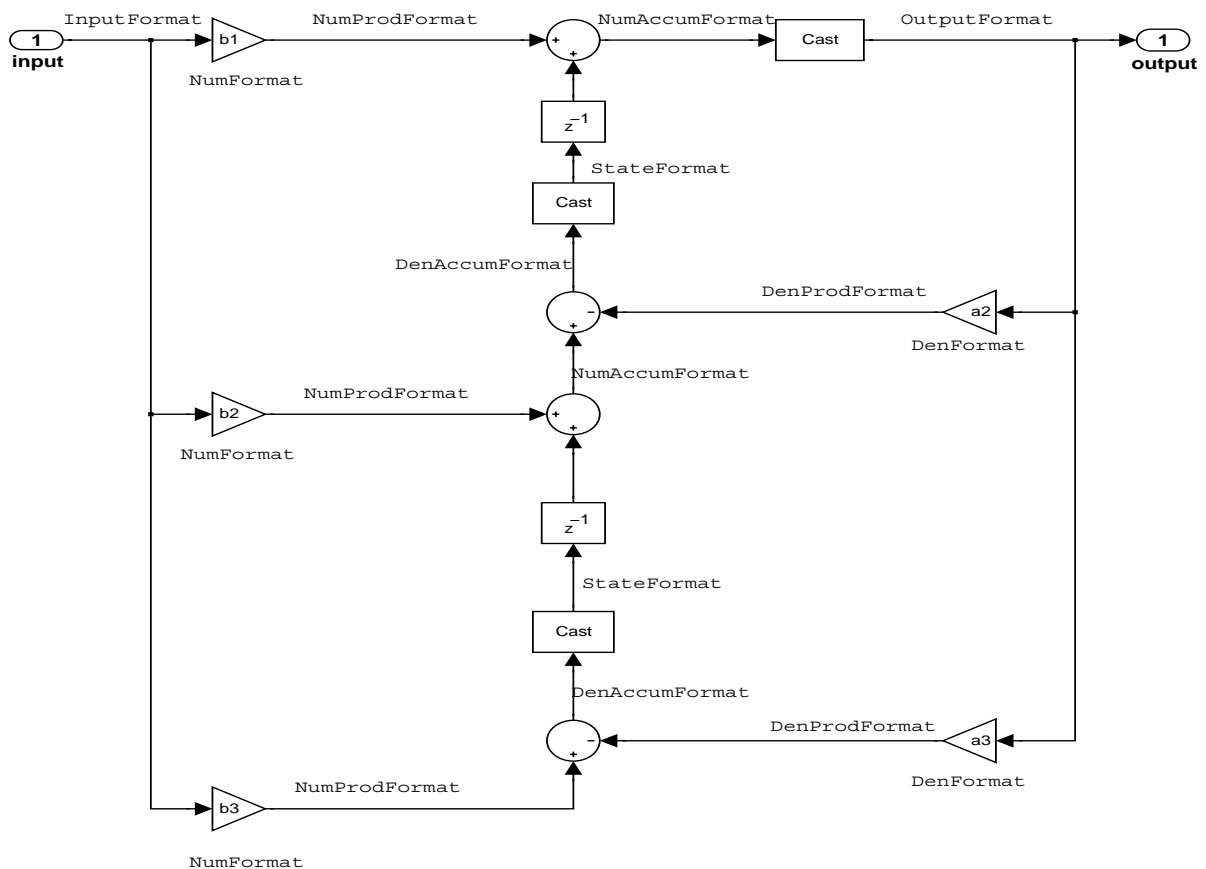 InputFormat
NumProdFormat
NumAccumFormat
OutputFormat
1
input
b1
+
+
Cast
1
output
NumFormat
z−1
StateFormat
Cast
DenAccumFormat
DenProdFormat
−
+
a2
DenFormat
NumAccumFormat
NumProdFormat
b2
+
+
NumFormat
z−1
StateFormat
Cast
DenAccumFormat
DenProdFormat
−
+
a3
DenFormat
NumProdFormat
b3
NumFormat